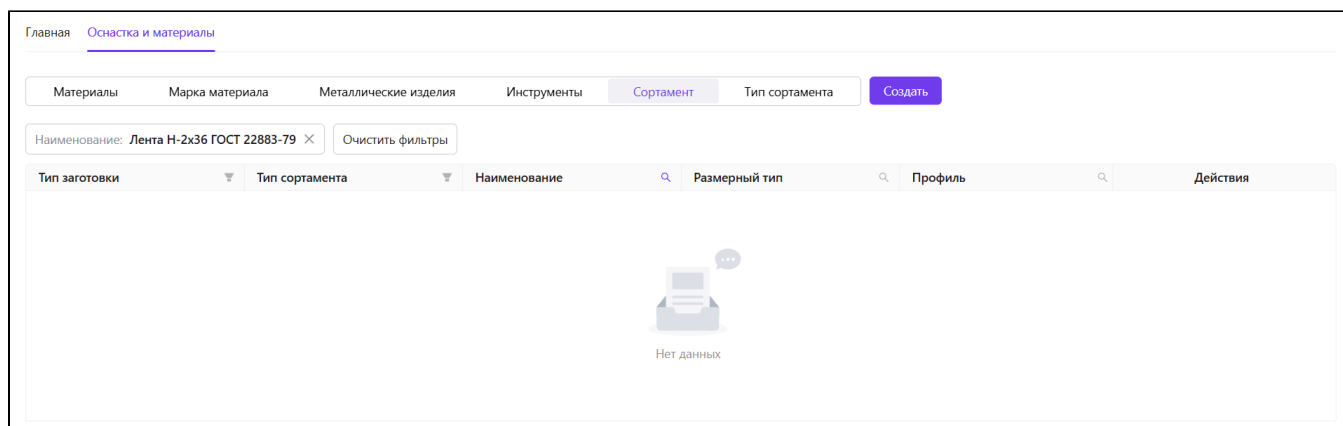 Главная Оснастка и материалы
Материалы Марка материала Металлические изделия Инструменты Сортамент Тип сортамента Создать
Наименование: Лента Н-2х36 ГОСТ 22883-79 Очистить фильтры
Тип заготовки Тип сортамента Наименование Размерный тип Профиль Действия
Нет данных